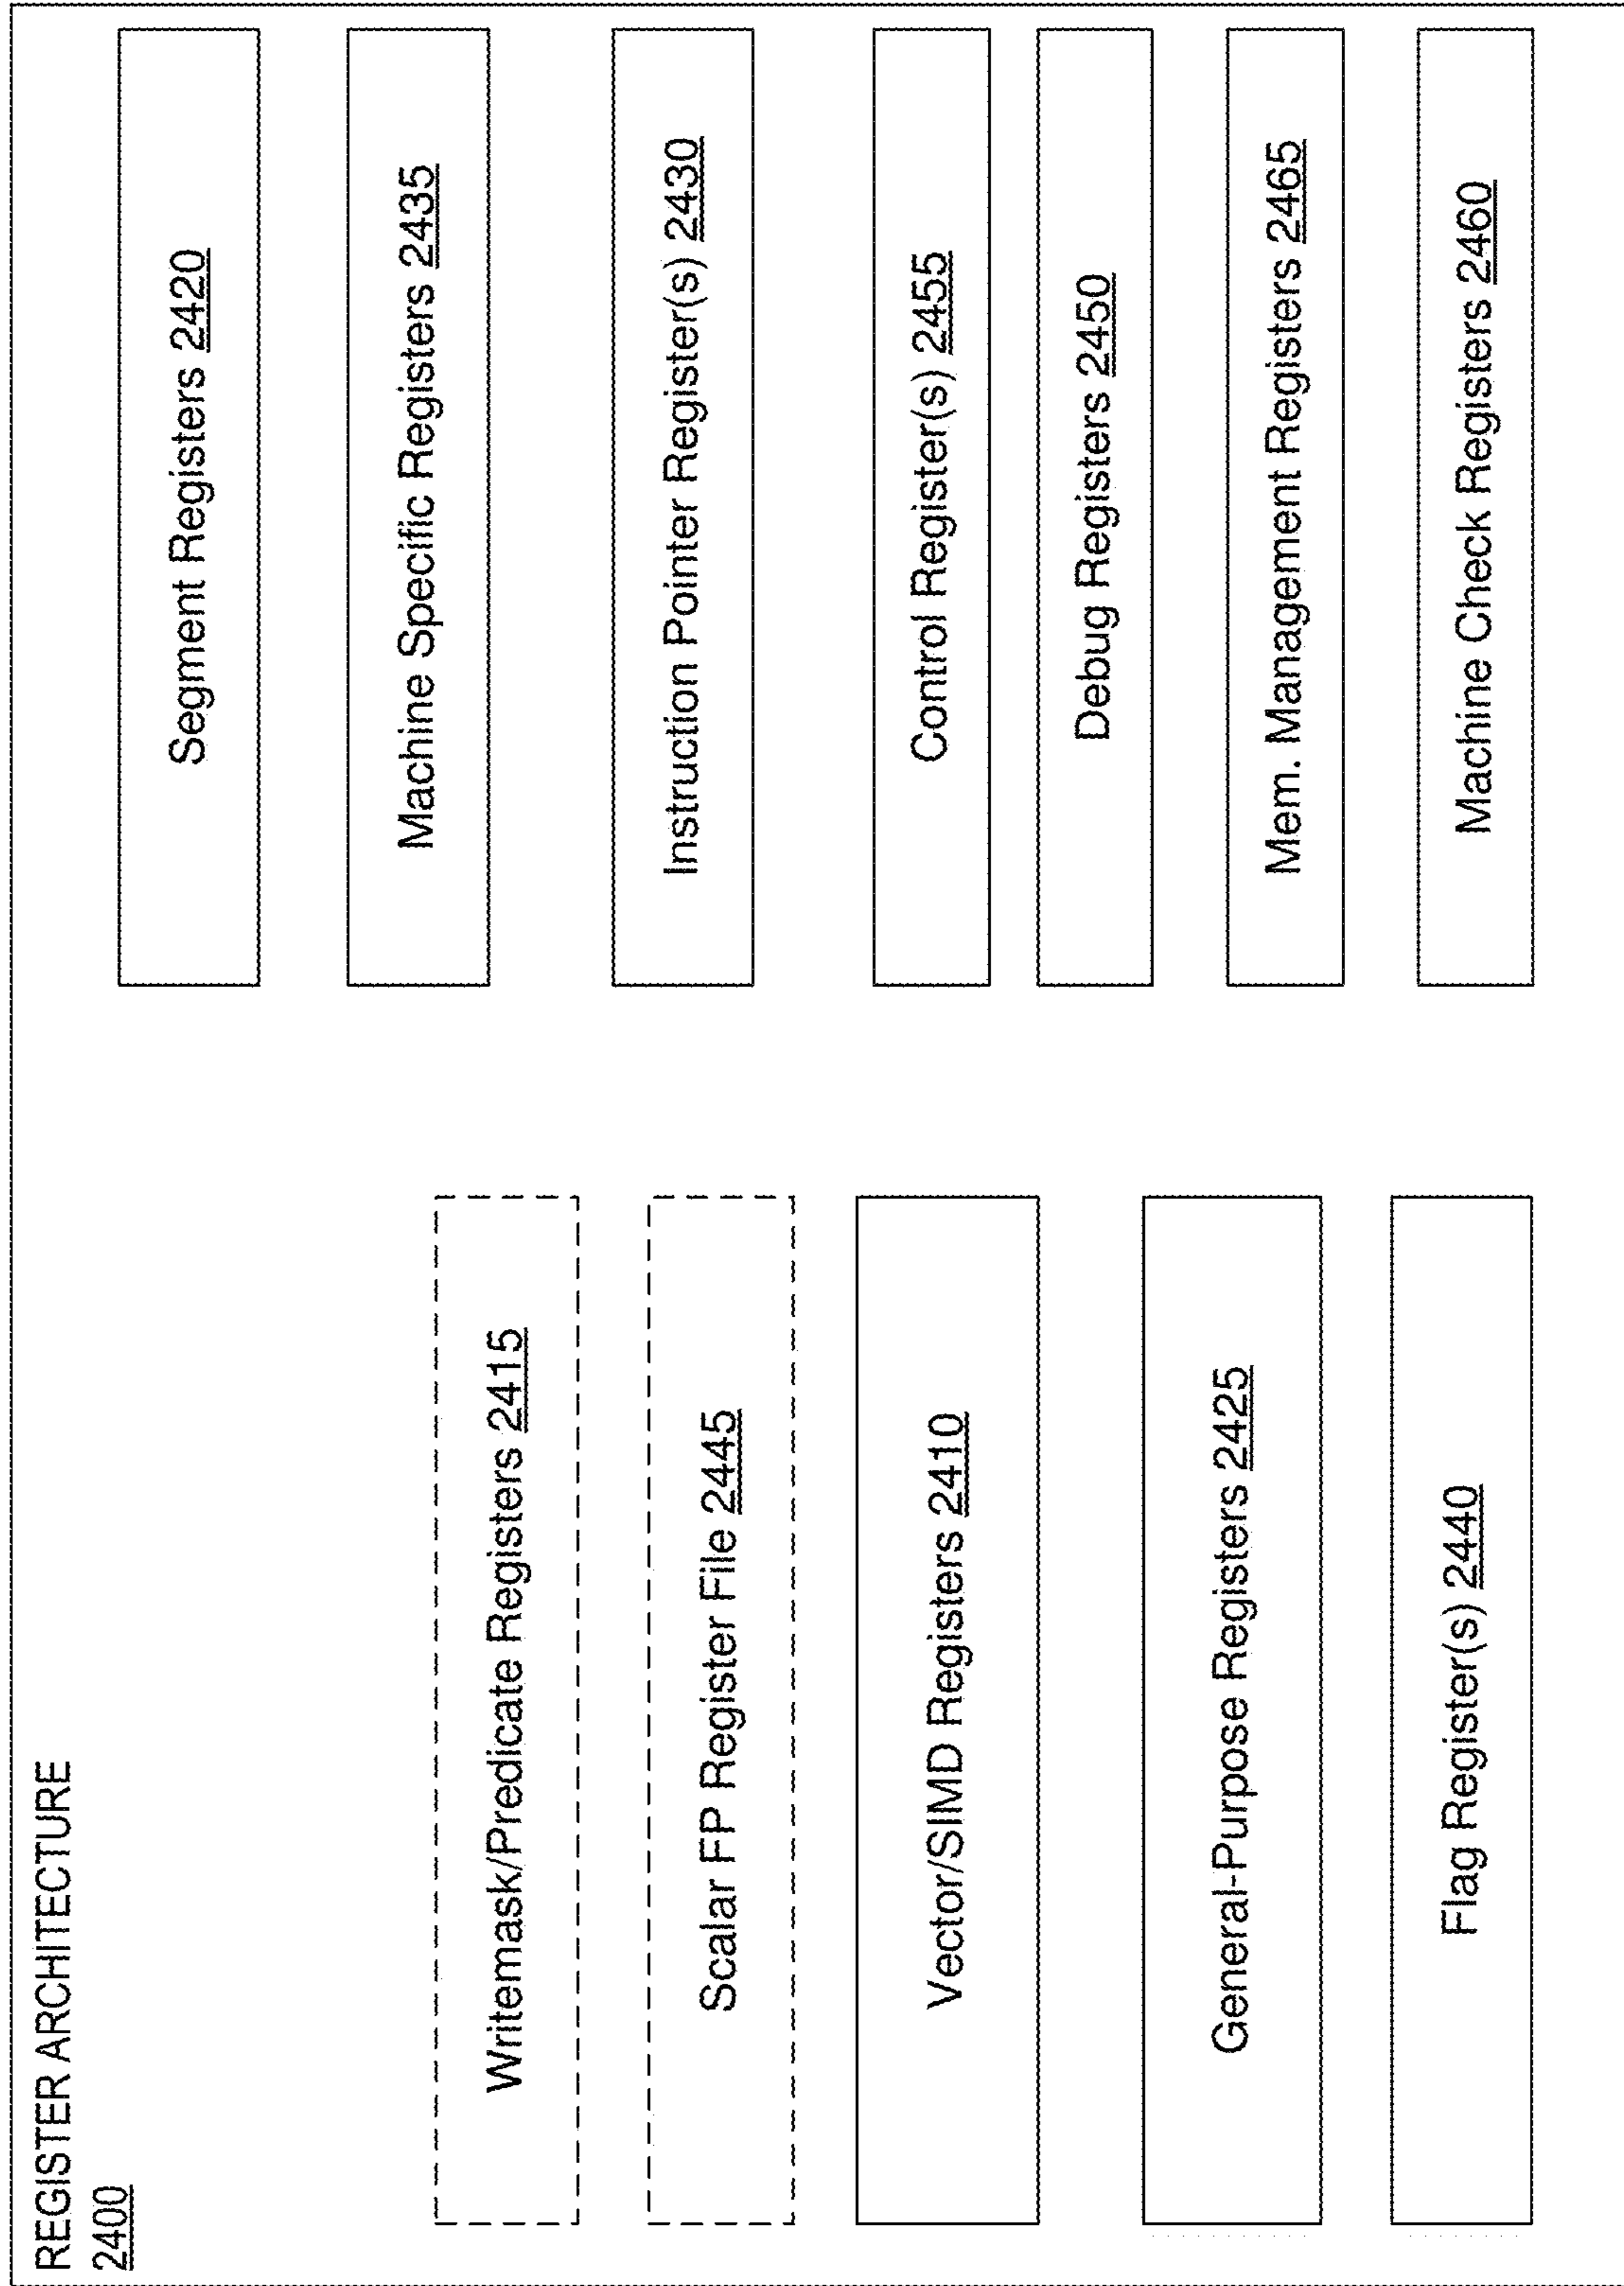 REGISTER ARCHITECTURE
2400
Writemask/Predicate Registers 2415
Scalar FP Register File 2445
Vector/SIMD Registers 2410
General-Purpose Registers 2425
Flag Register(s) 2440
Segment Registers 2420
Machine Specific Registers 2435
Instruction Pointer Register(s) 2430
Control Register(s) 2455
Debug Registers 2450
Mem. Management Registers 2465
Machine Check Registers 2460